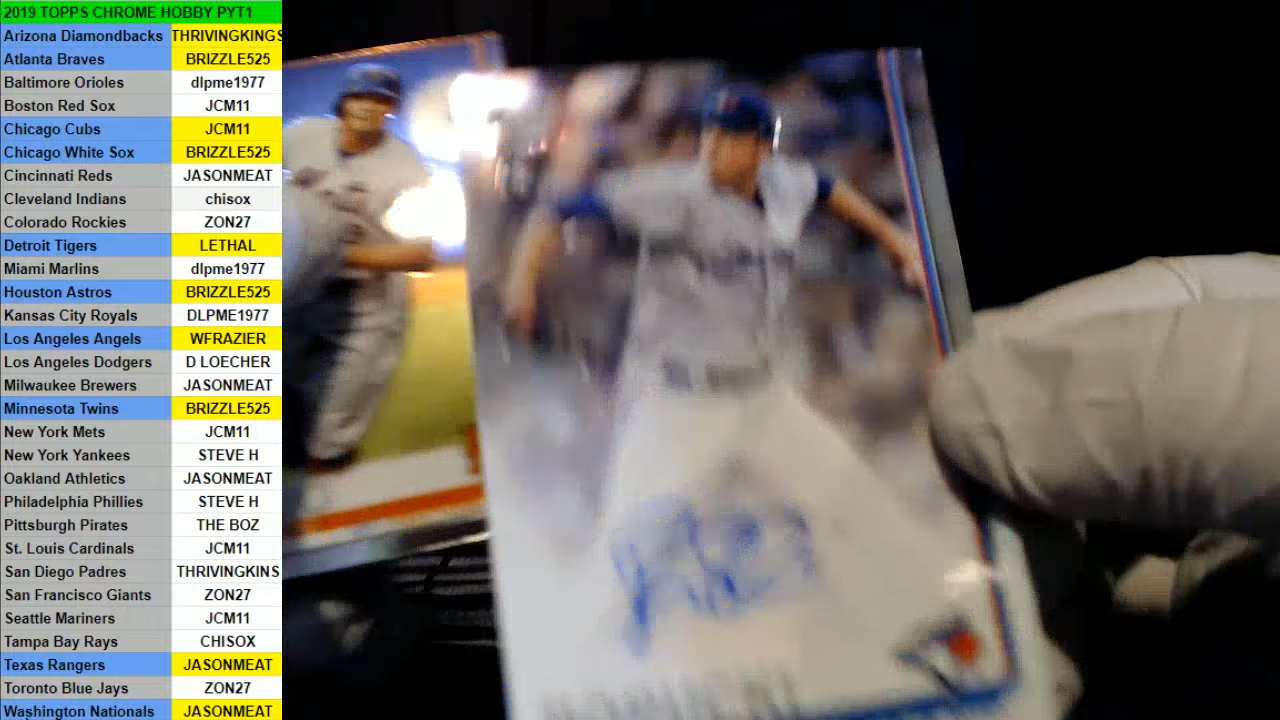 2019 TOPPS CHROME HOBBY PYT1
Arizona Diamondbacks THRIVINGKINGS
Atlanta Braves BRIZZLE525
Baltimore Orioles dlpme1977
Boston Red Sox JCM11
Chicago Cubs JCM11
Chicago White Sox BRIZZLE525
Cincinnati Reds JASONMEAT
Cleveland Indians chisox
Colorado Rockies ZON27
Detroit Tigers LETHAL
Miami Marlins dlpme1977
Houston Astros BRIZZLE525
Kansas City Royals DLPME1977
Los Angeles Angels WFRAZIER
Los Angeles Dodgers D LOECHER
Milwaukee Brewers JASONMEAT
Minnesota Twins BRIZZLE525
New York Mets JCM11
New York Yankees STEVE H
Oakland Athletics JASONMEAT
Philadelphia Phillies STEVE H
Pittsburgh Pirates THE BOZ
St. Louis Cardinals JCM11
San Diego Padres THRIVINGKINS
San Francisco Giants ZON27
Seattle Mariners JCM11
Tampa Bay Rays CHISOX
Texas Rangers JASONMEAT
Toronto Blue Jays ZON27
Washington Nationals JASONMEAT